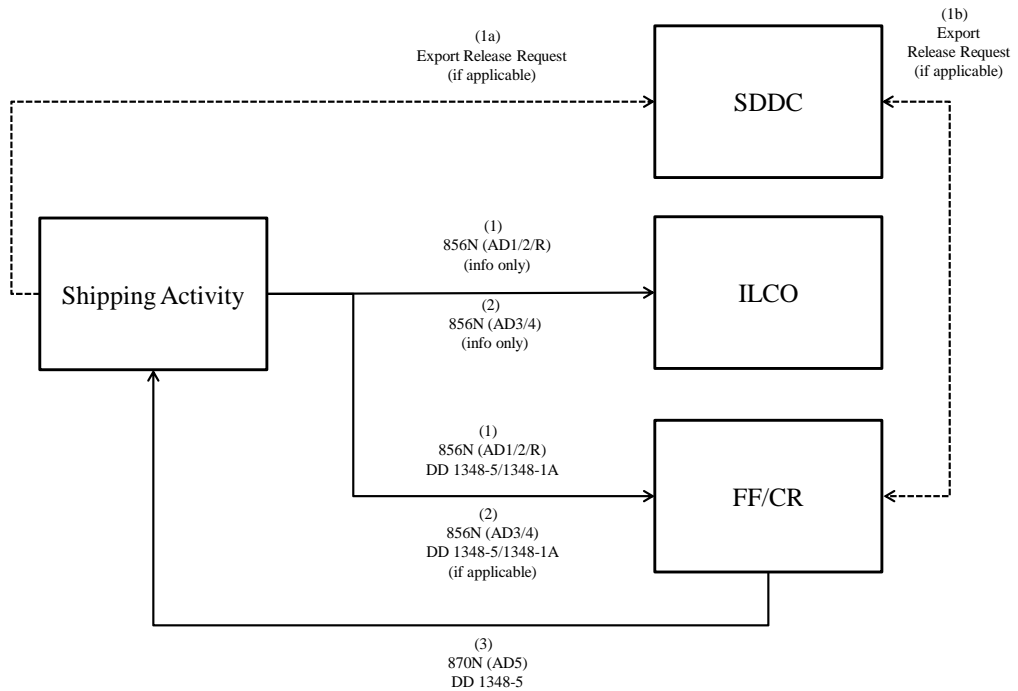 (1a)
Export Release Request
(if applicable)
(1b)
Export
Release Request
(if applicable)
SDDC
Shipping Activity
(1)
856N (AD1/2/R)
(info only)
(2)
856N (AD3/4)
(info only)
ILCO
(1)
856N (AD1/2/R)
DD 1348-5/1348-1A
(2)
856N (AD3/4)
DD 1348-5/1348-1A
(if applicable)
FF/CR
(3)
870N (AD5)
DD 1348-5